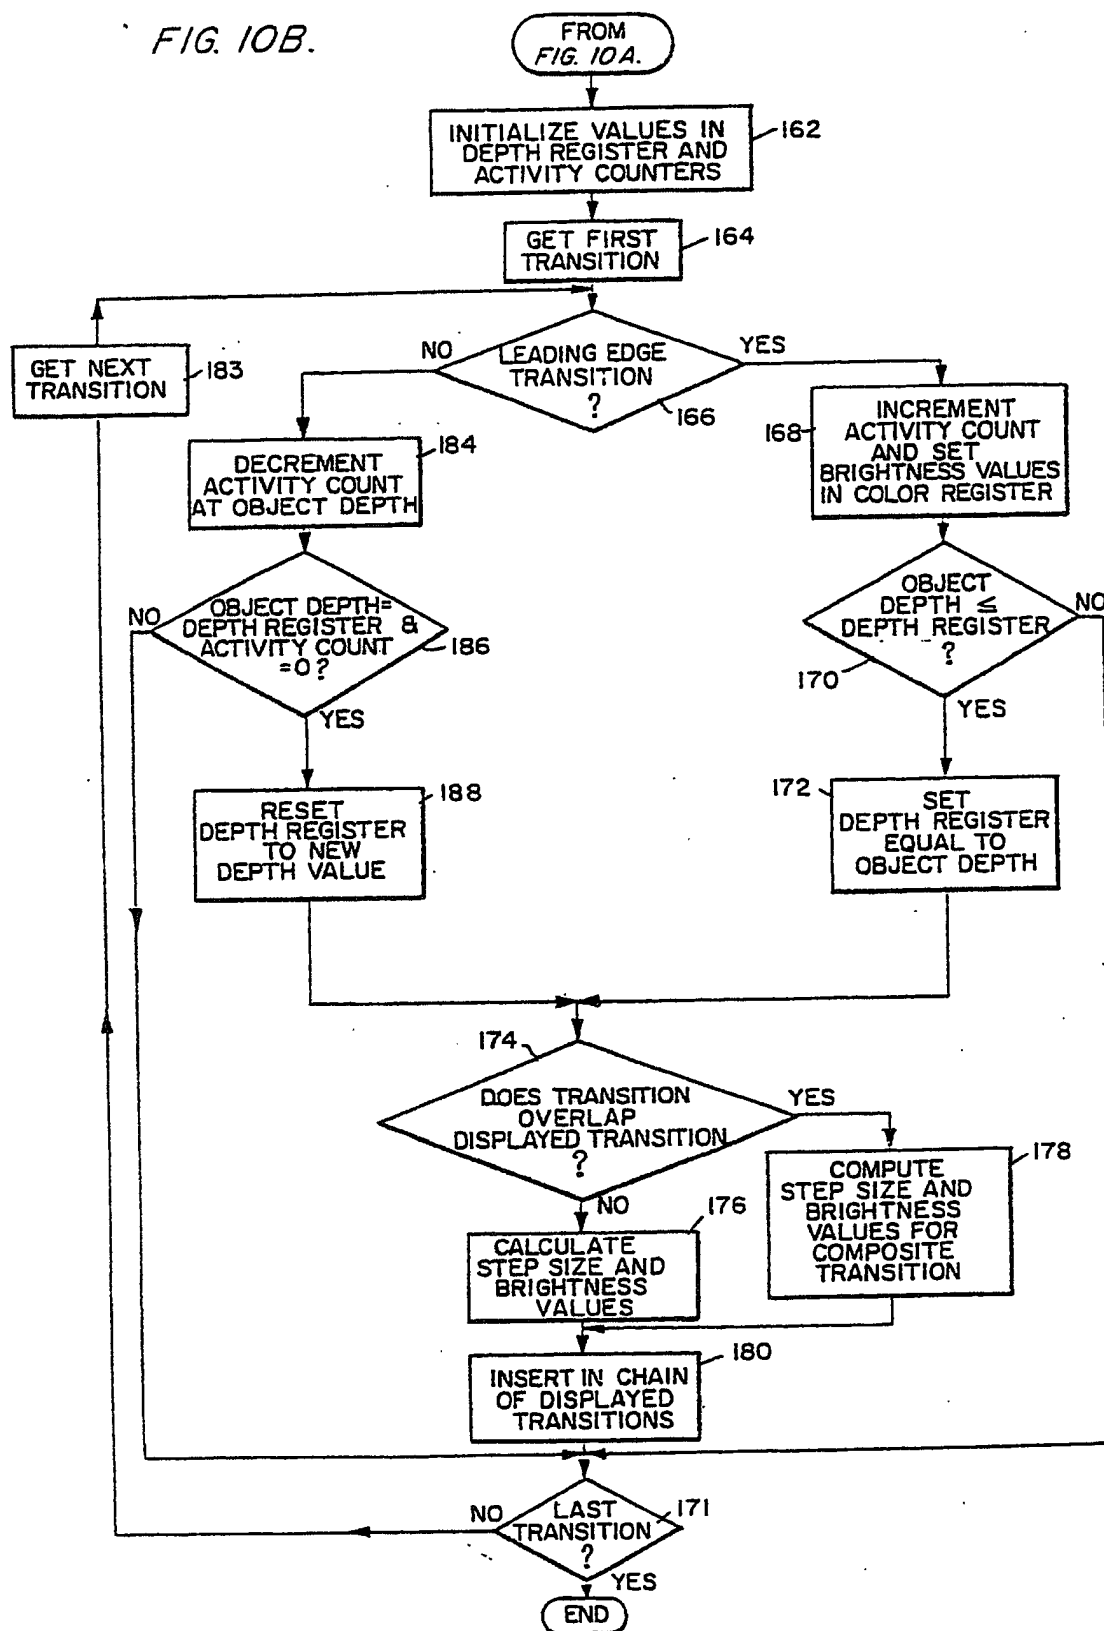 FIG. 10B.
FROM
FIG. 10A.
INITIALIZE VALUES IN
DEPTH REGISTER AND
ACTIVITY COUNTERS
162
GET FIRST
TRANSITION
164
GET NEXT
TRANSITION
183
NO
LEADING EDGE
TRANSITION
?
YES
166
184
DECREMENT
ACTIVITY COUNT
AT OBJECT DEPTH
168
INCREMENT
ACTIVITY COUNT
AND SET
BRIGHTNESS VALUES
IN COLOR REGISTER
NO
OBJECT DEPTH=
DEPTH REGISTER &
ACTIVITY COUNT
=0?
186
YES
OBJECT
DEPTH ≤
DEPTH REGISTER
?
NO
170
YES
188
RESET
DEPTH REGISTER
TO NEW
DEPTH VALUE
172
SET
DEPTH REGISTER
EQUAL TO
OBJECT DEPTH
174
DOES TRANSITION
OVERLAP
DISPLAYED TRANSITION
?
YES
NO
176
CALCULATE
STEP SIZE AND
BRIGHTNESS
VALUES
178
COMPUTE
STEP SIZE AND
BRIGHTNESS
VALUES FOR
COMPOSITE
TRANSITION
180
INSERT IN CHAIN
OF DISPLAYED
TRANSITIONS
NO
LAST
TRANSITION
?
171
YES
END